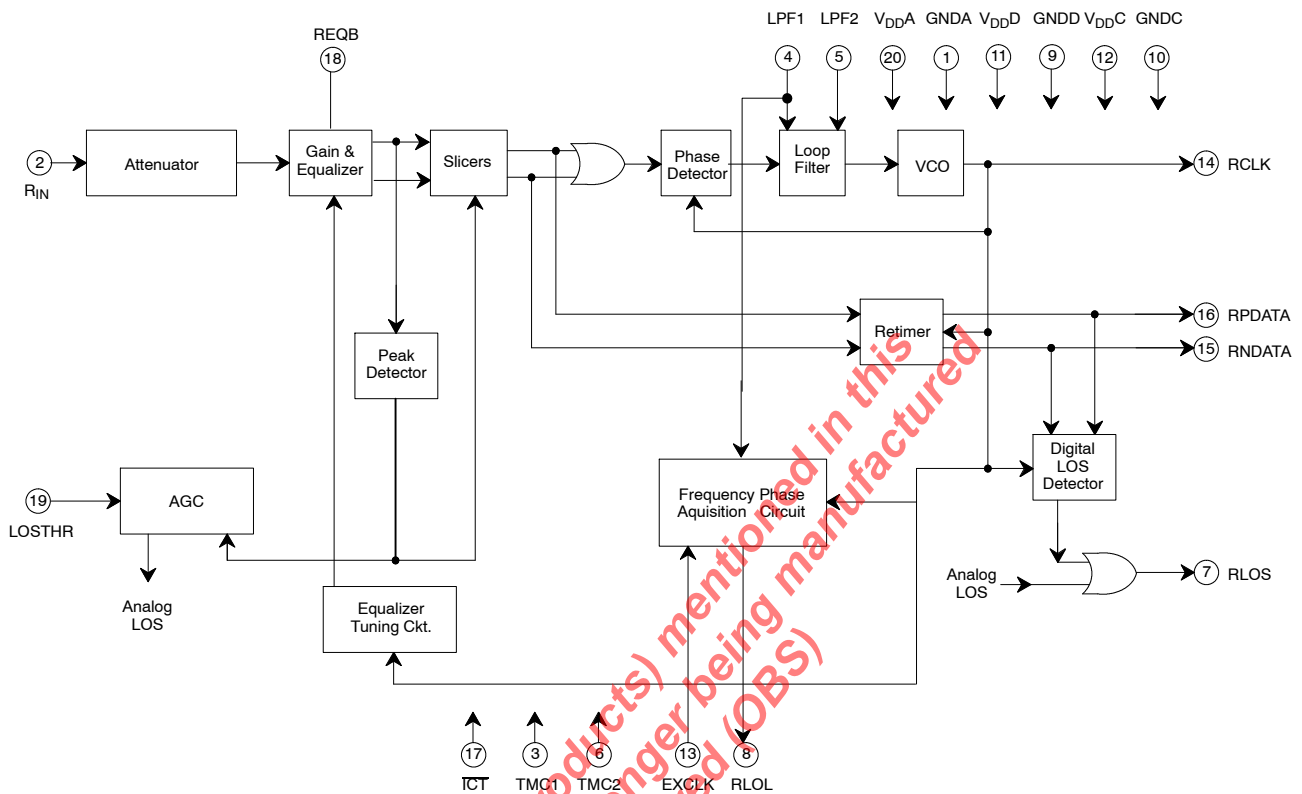 LPF1 LPF2 VDDA GNDA VDDD GNDD VDDC GNDC
REQB
18
4 5 20 1 11 9 12 10
2
RIN
Attenuator
Gain &
Equalizer
Slicers
Phase
Detector
Loop
Filter
VCO
14 RCLK
Retimer
16 RPDATA
15 RNDATA
Peak
Detector
Digital
LOS
Detector
19
LOSTHR
AGC
Frequency Phase
Aquisition Circuit
Analog
LOS
Analog
LOS
7 RLOS
Equalizer
Tuning Ckt.
17 3 6 13 8
ICT TMC1 TMC2 EXCLK RLOL
oducts) mentioned in this
onger being manufactured
red (OBS)